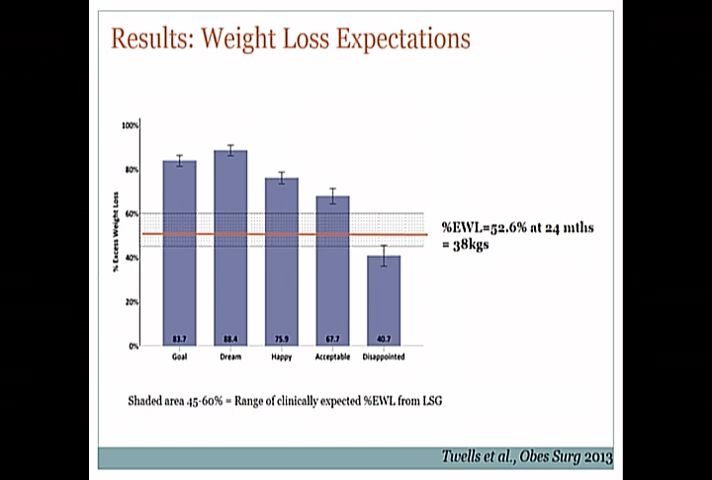 Results: Weight Loss Expectations
100%
80%
60%
40%
20%
0%
% Excess Weight Loss
83.7
88.4
75.9
67.7
40.7
Goal
Dream
Happy
Acceptable
Disappointed
%EWL=52.6% at 24 mths
= 38kgs
Shaded area 45-60% = Range of clinically expected %EWL from LSG
Twells et al., Obes Surg 2013